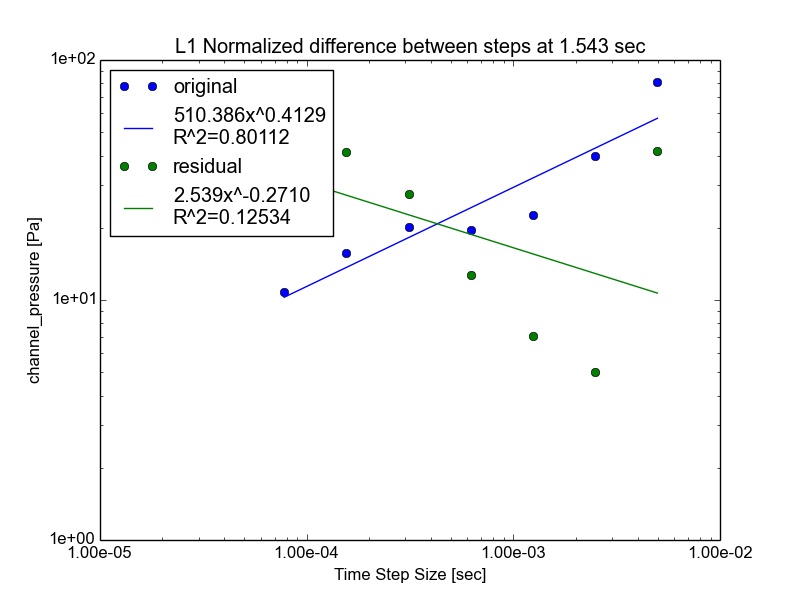 L1 Normalized difference between steps at 1.543 sec
1e+02
original
510.386x^0.4129
R^2=0.80112
residual
2.539x^-0.2710
R^2=0.12534
channel_pressure [Pa]
1e+01
1e+00
1.00e-05 1.00e-04 1.00e-03 1.00e-02
Time Step Size [sec]